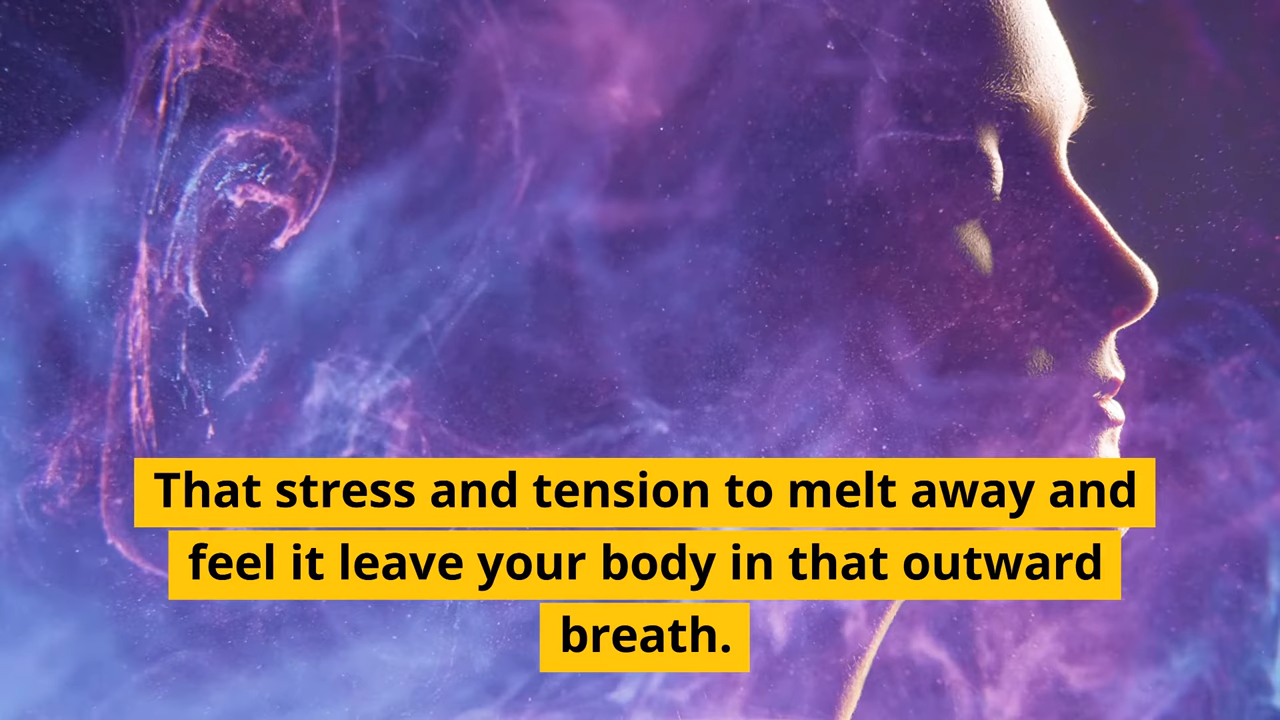 That stress and tension to melt away and
feel it leave your body in that outward
breath.